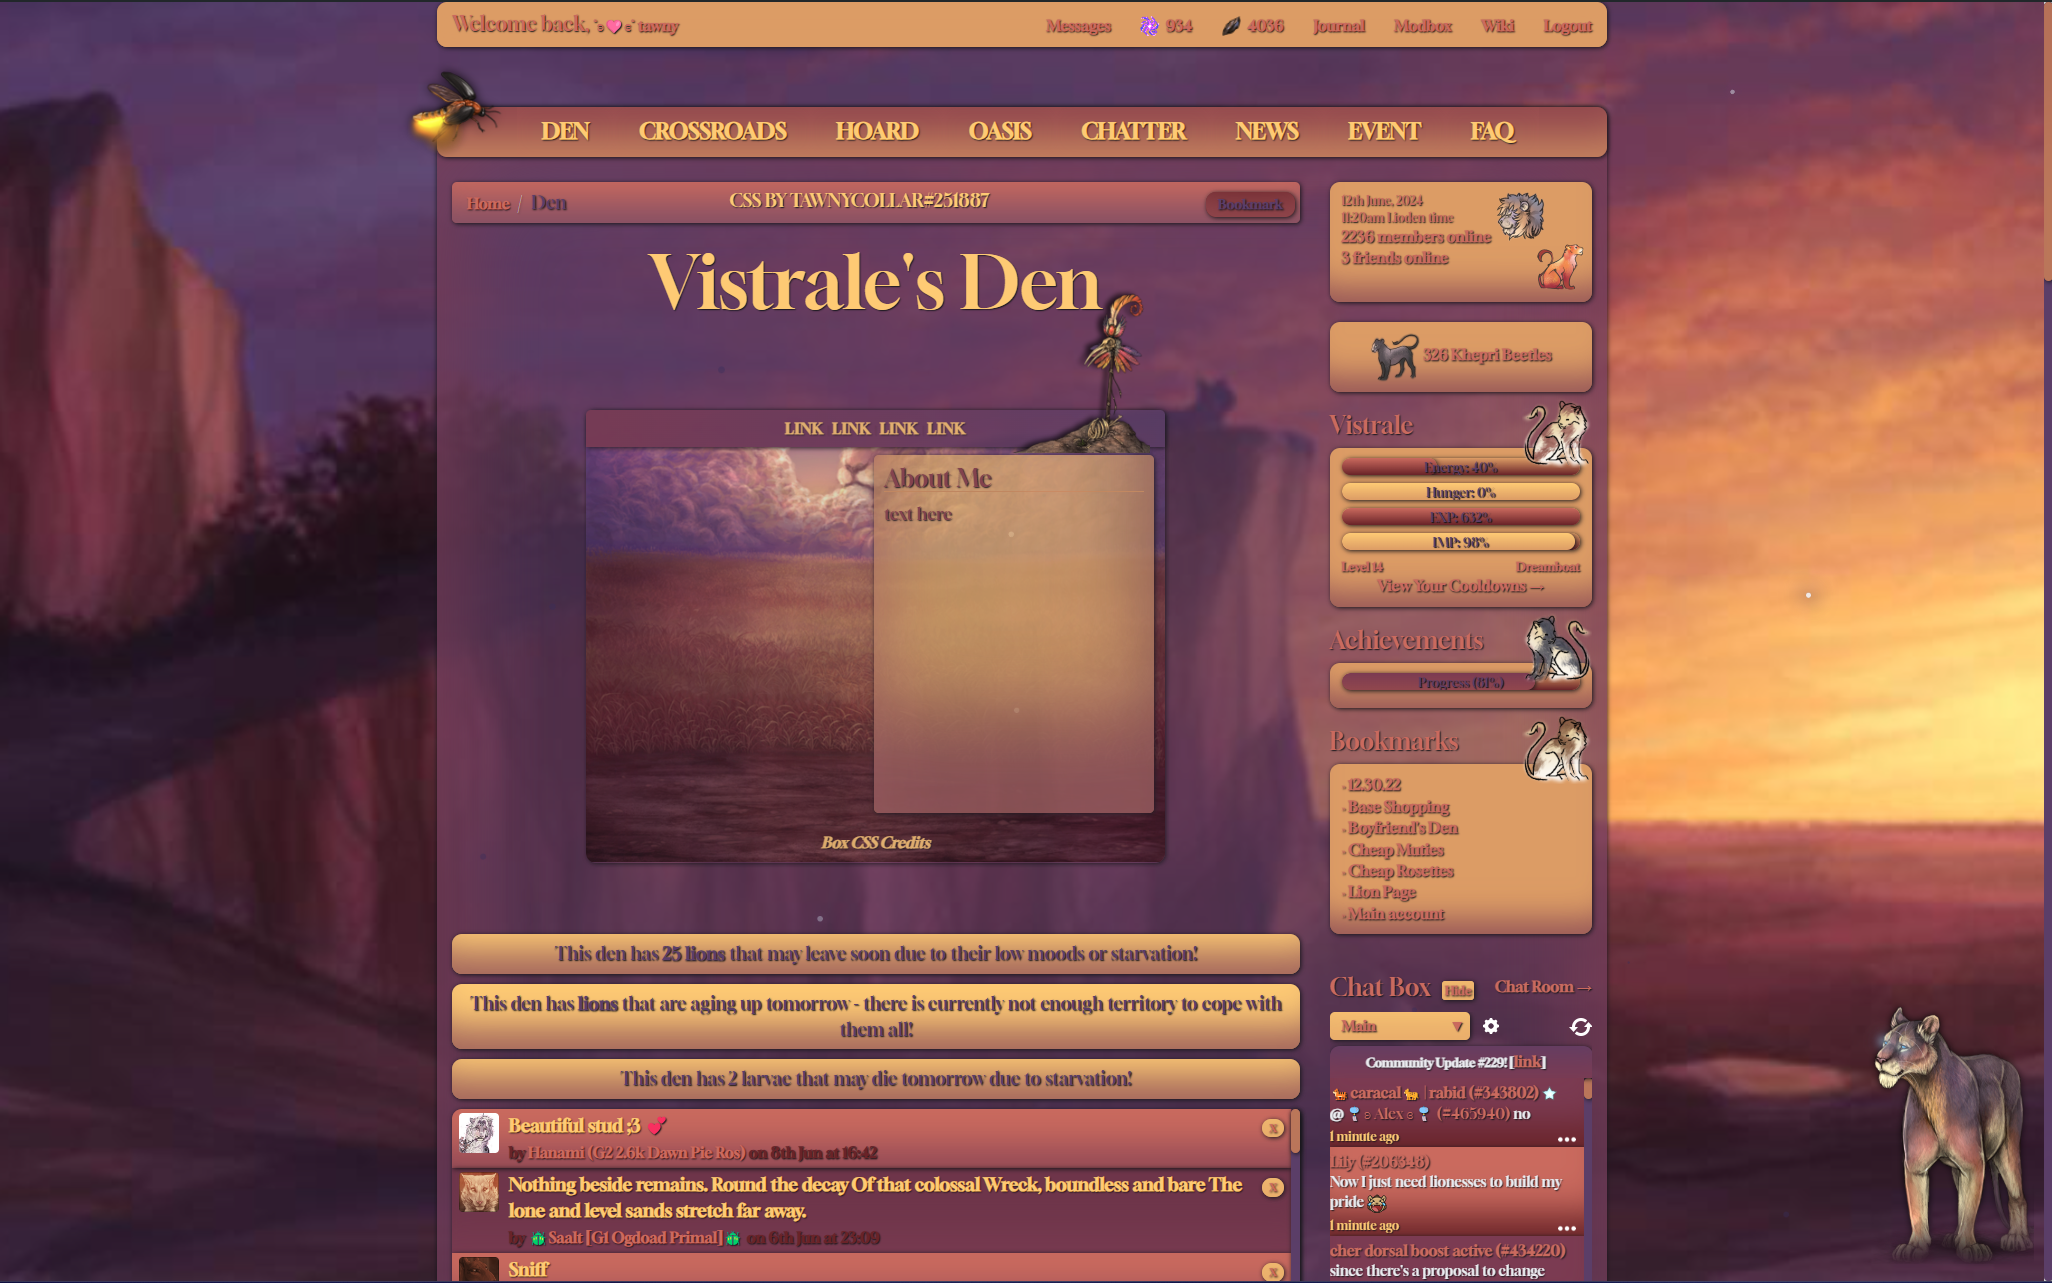 Welcome back, ˚ʚ💗ɞ˚ tawny
Messages 934 4036 Journal Modbox Wiki Logout
DEN CROSSROADS HOARD OASIS CHATTER NEWS EVENT FAQ
Home / Den CSS BY TAWNYCOLLAR#251887 Bookmark
Vistrale's Den
LINK LINK LINK LINK
About Me
text here
Box CSS Credits
This den has 25 lions that may leave soon due to their low moods or starvation!
This den has lions that are aging up tomorrow - there is currently not enough territory to cope with
them all!
This den has 2 larvae that may die tomorrow due to starvation!
Beautiful stud ;3 💕
by Hanami (G2 2.6k Dawn Pie Ros) on 8th Jun at 16:42
X
Nothing beside remains. Round the decay Of that colossal Wreck, boundless and bare The
lone and level sands stretch far away.
by Saalt [G1 Ogdoad Primal] on 6th Jun at 23:09
X
Sniff
X
12th June, 2024
11:20am Lioden time
2236 members online
3 friends online
326 Khepri Beetles
Vistrale
Energy: 40%
Hunger: 0%
EXP: 632%
IMP: 98%
Level 14 Dreamboat
View Your Cooldowns →
Achievements
Progress (81%)
Bookmarks
- 12.30.22
- Base Shopping
- Boyfriend's Den
- Cheap Muties
- Cheap Rosettes
- Lion Page
- Main account
Chat Box Hide Chat Room →
Main ▼
Community Update #229! [link]
🐅 caracal 🐆 | rabid (#343802)
@ ʚ Alex ɞ (#465940) no
1 minute ago •••
Lily (#206348)
Now I just need lionesses to build my
pride
1 minute ago •••
cher dorsal boost active (#434220)
since there's a proposal to change